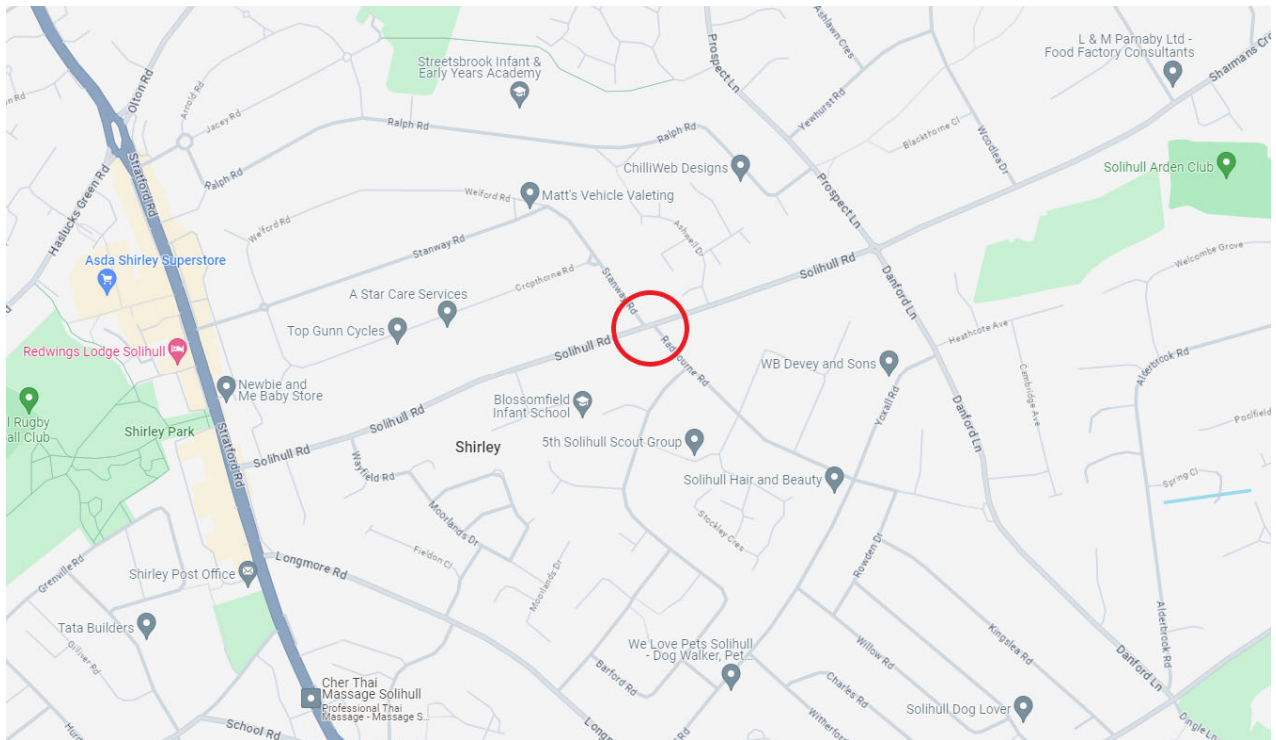 Ashlawn Cres
L & M Parnaby Ltd -
Food Factory Consultants
Prospect Ln
Sharmans Cro
Olton Rd
Arnold Rd
Streetsbrook Infant &
Early Years Academy
Yewhurst Rd
Jacey Rd
Ralph Rd
Ralph Rd
Blackthorne Cl
Woodlea Dr
Stratford Rd
Ralph Rd
ChilliWeb Designs
Solihull Arden Club
Haslucks Green Rd
Welford Rd
Matt's Vehicle Valeting
Prospect Ln
Welford Rd
Stanway Rd
Ashwell Dr
Welcombe Grove
Asda Shirley Superstore
Cropthorne Rd
Stanway Rd
Solihull Rd
Danford Ln
A Star Care Services
Top Gunn Cycles
Solihull Rd
Radbourne Rd
Heathcote Ave
Redwings Lodge Solihull
WB Devey and Sons
Alderbrook Rd
Newbie and
Me Baby Store
Blossomfield
Infant School
Yoxall Rd
Cambridge Ave
Danford Ln
l Rugby
all Club
Shirley Park
Stratford Rd
Solihull Rd
Solihull Rd
Shirley
5th Solihull Scout Group
Wayfield Rd
Solihull Hair and Beauty
Spring Cl
Moorlands Dr
Stockley Cres
Rowden Dr
Grenville Rd
Shirley Post Office
Longmore Rd
Fieldon Cl
Moorlands Dr
Tata Builders
Gilliver Rd
We Love Pets Solihull
- Dog Walker, Pet...
Barford Rd
Willow Rd
Kingslea Rd
Alderbrook Rd
Danford Ln
Cher Thai
Massage Solihull
Professional Thai
Massage - Massage S...
Charles Rd
Solihull Dog Lover
School Rd
Dingle Ln